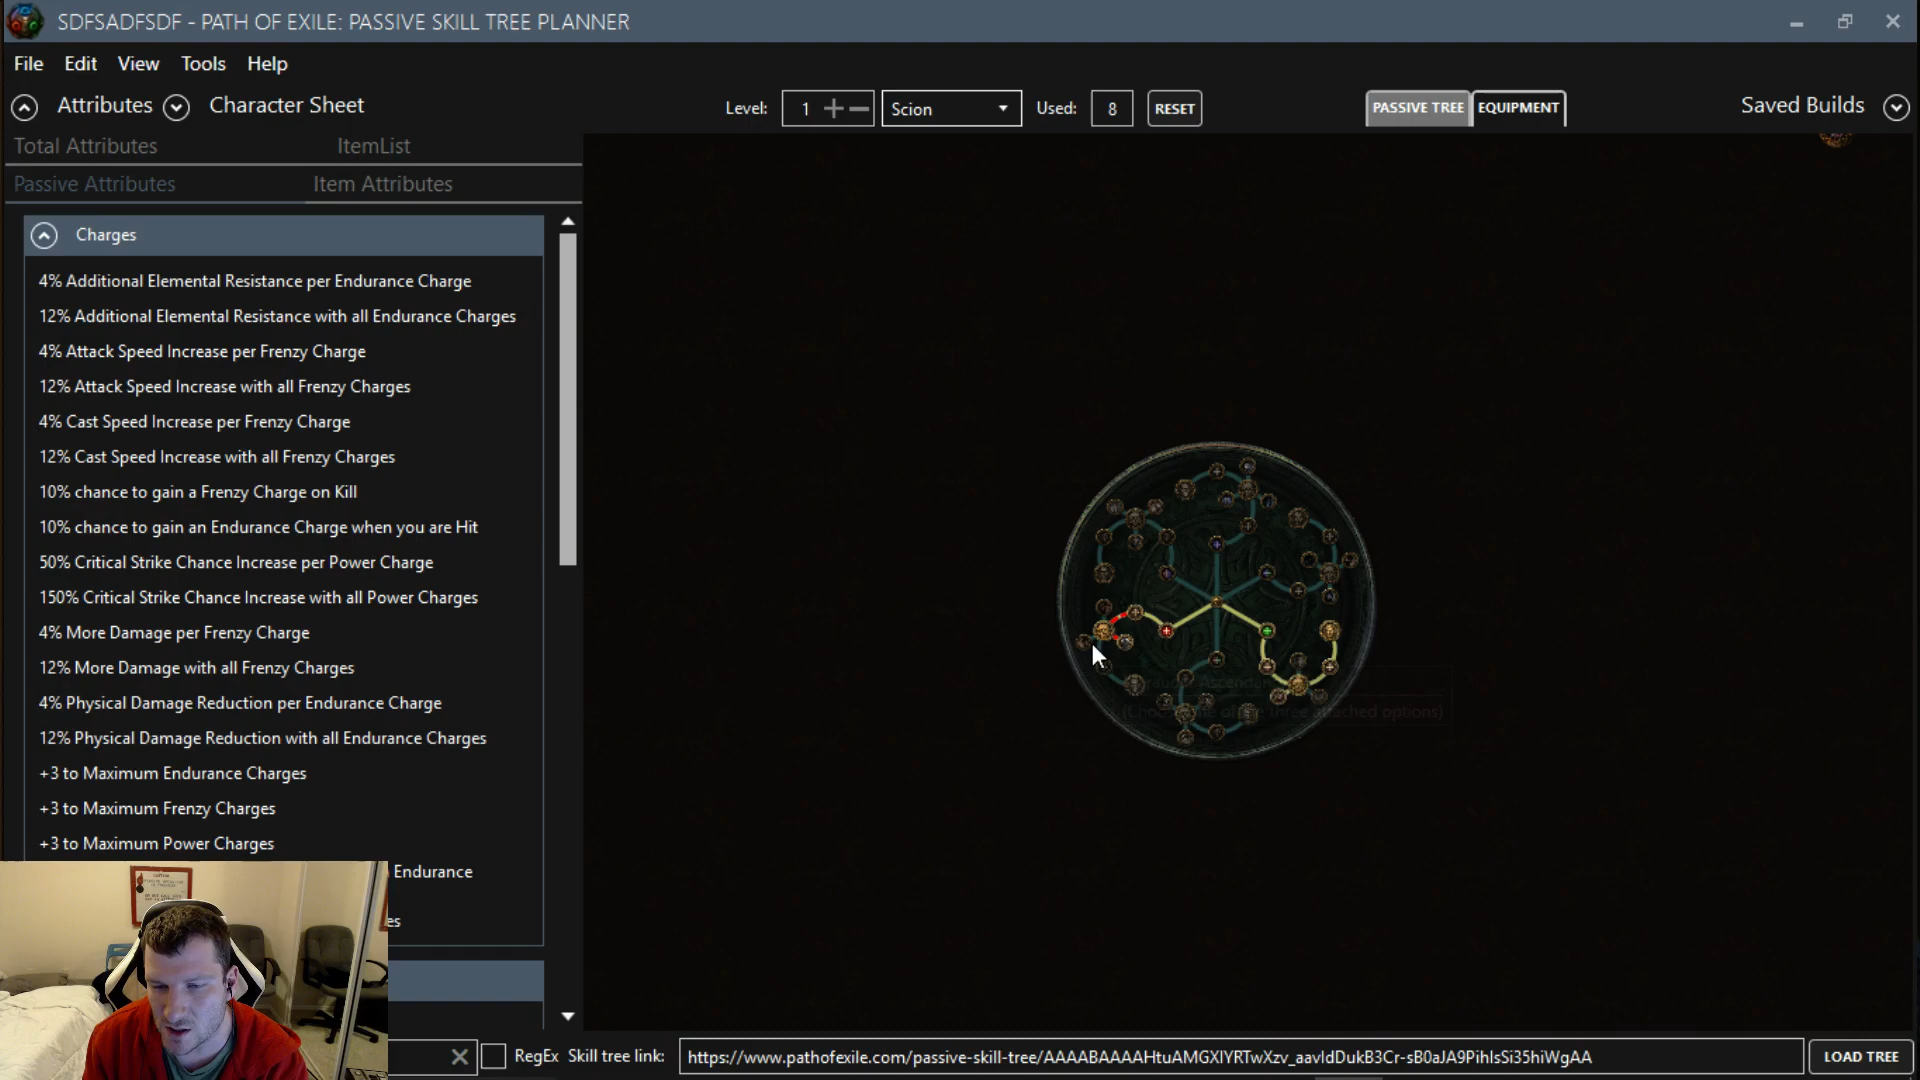 SDFSADFSDF - PATH OF EXILE: PASSIVE SKILL TREE PLANNER
File Edit View Tools Help
Attributes Character Sheet Level: 1 Scion Used: 8 RESET PASSIVE TREE EQUIPMENT Saved Builds
Total Attributes ItemList
Passive Attributes Item Attributes
Charges
4% Additional Elemental Resistance per Endurance Charge
12% Additional Elemental Resistance with all Endurance Charges
4% Attack Speed Increase per Frenzy Charge
12% Attack Speed Increase with all Frenzy Charges
4% Cast Speed Increase per Frenzy Charge
12% Cast Speed Increase with all Frenzy Charges
10% chance to gain a Frenzy Charge on Kill
10% chance to gain an Endurance Charge when you are Hit
50% Critical Strike Chance Increase per Power Charge
150% Critical Strike Chance Increase with all Power Charges
4% More Damage per Frenzy Charge
12% More Damage with all Frenzy Charges
4% Physical Damage Reduction per Endurance Charge
12% Physical Damage Reduction with all Endurance Charges
+3 to Maximum Endurance Charges
+3 to Maximum Frenzy Charges
+3 to Maximum Power Charges
Endurance
es
(Choose one of the three attached options)
RegEx Skill tree link: https://www.pathofexile.com/passive-skill-tree/AAAABAAAAHtuAMGXlYRTwXzv_aavIdDukB3Cr-sB0aJA9PihIsSi35hiWgAA LOAD TREE